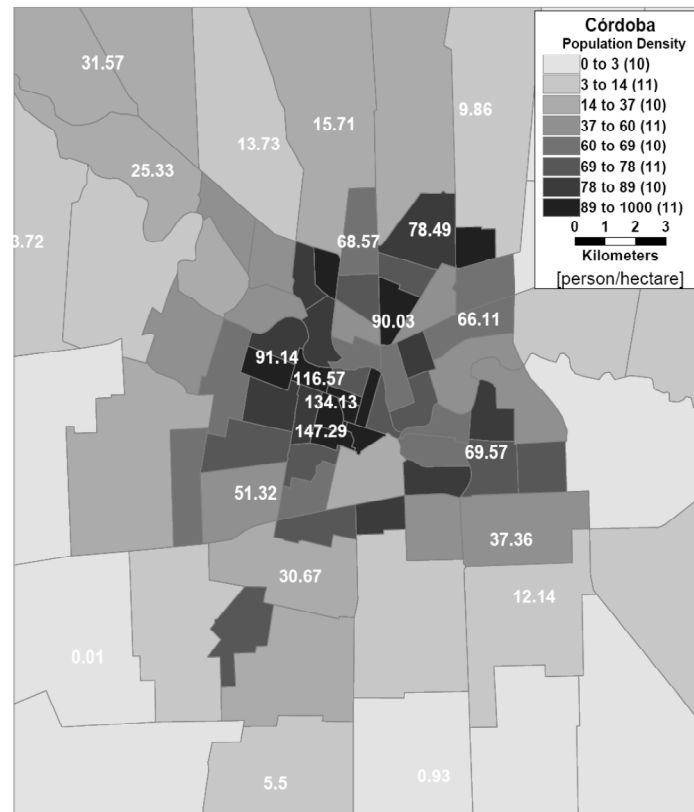 Córdoba
Population Density
0 to 3 (10)
3 to 14 (11)
14 to 37 (10)
37 to 60 (11)
60 to 69 (10)
69 to 78 (11)
78 to 89 (10)
89 to 1000 (11)
0 1 2 3
Kilometers
[person/hectare]
31.57
9.86
15.71
13.73
25.33
78.49
3.72
68.57
90.03
66.11
91.14
116.57
134.13
147.29
69.57
51.32
37.36
30.67
12.14
0.01
0.93
5.5